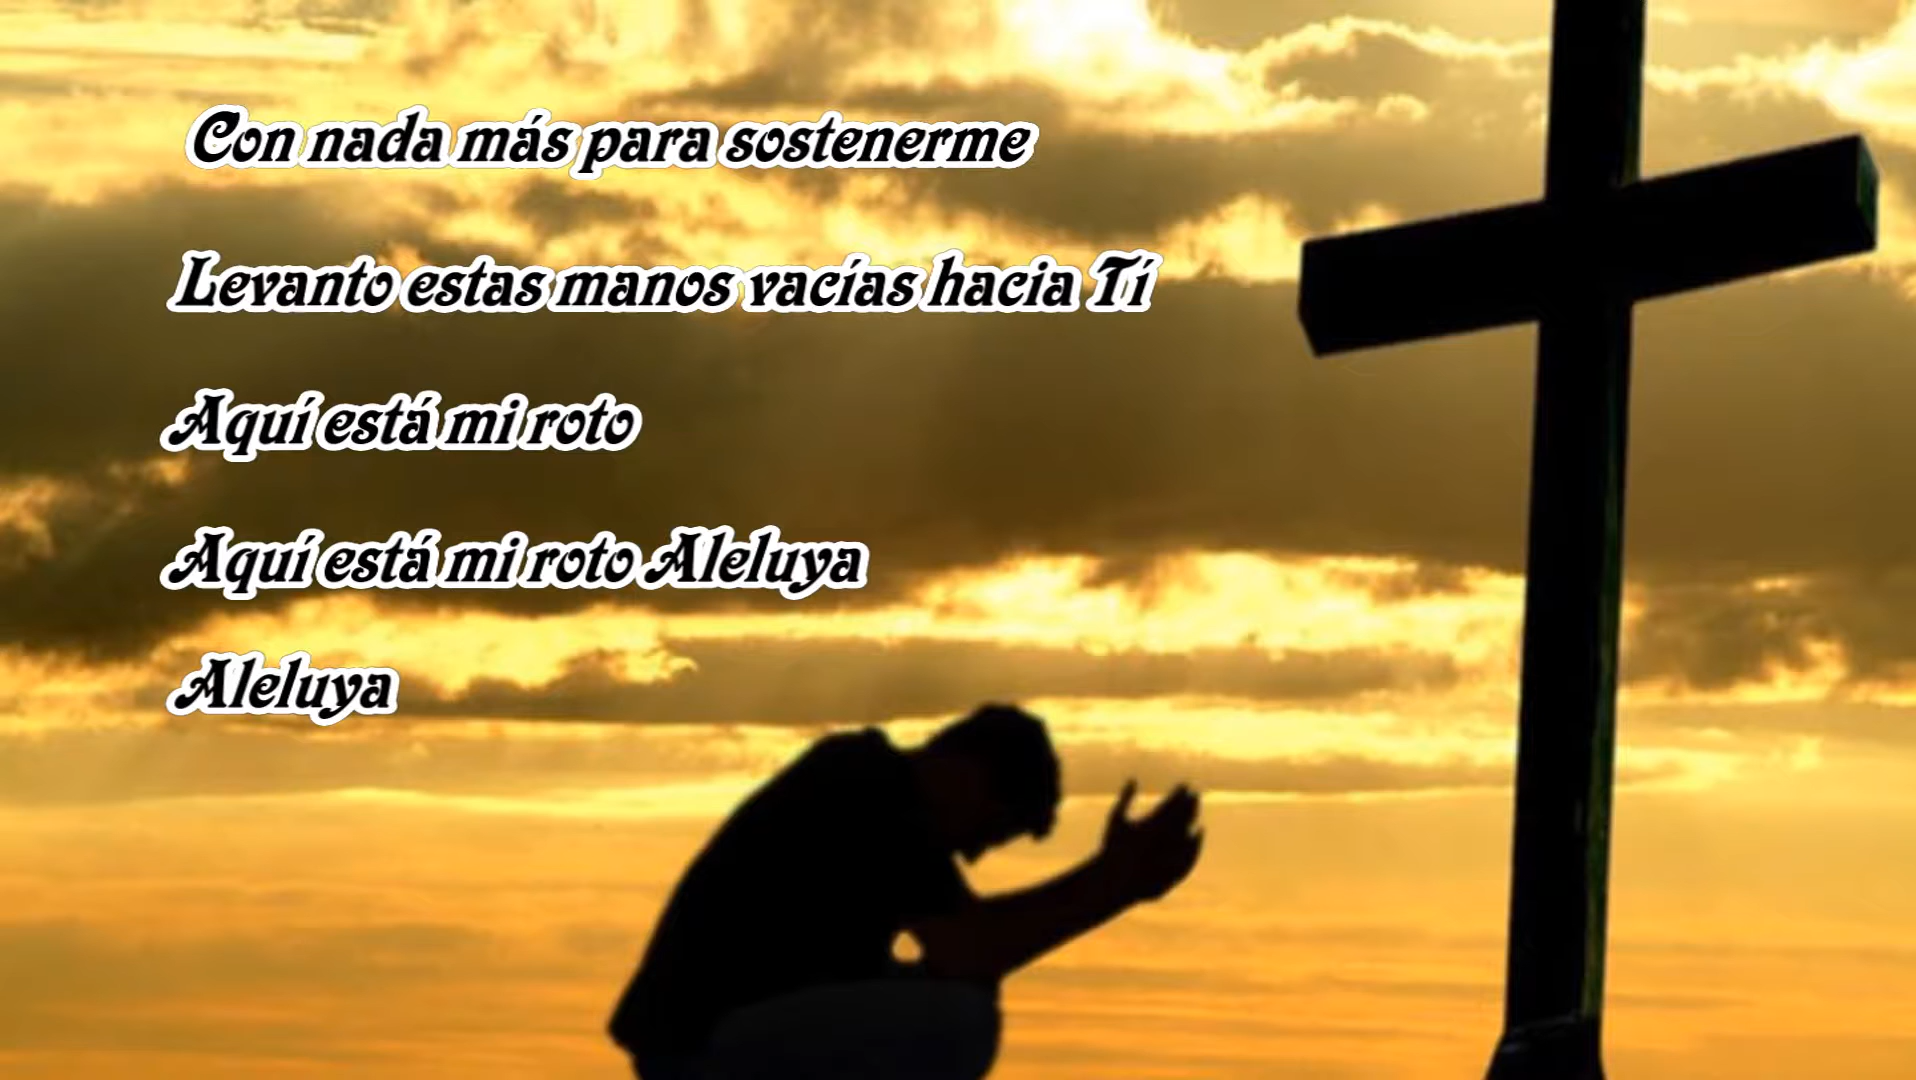 Con nada más para sostenerme
Levanto estas manos vacías hacia Tí
Aquí está mi roto
Aquí está mi roto Aleluya
Aleluya